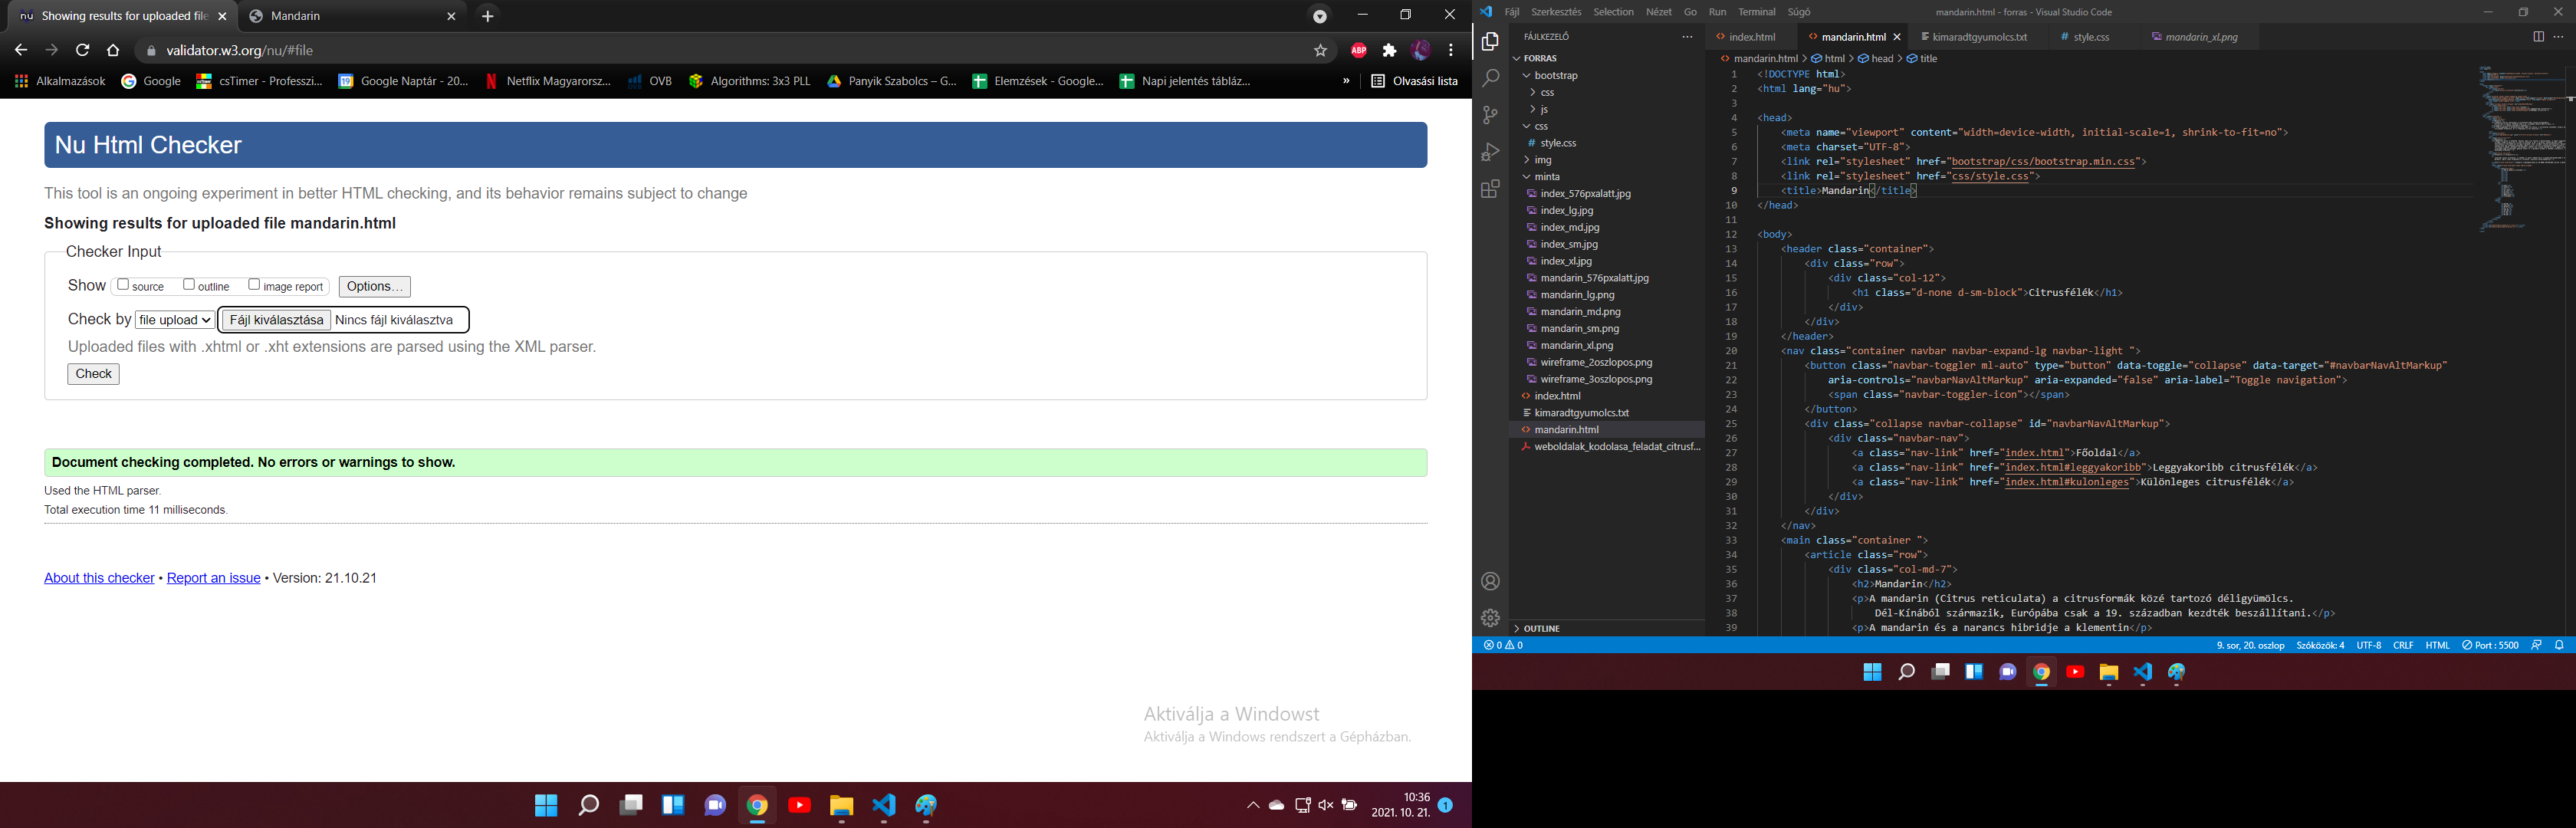 Showing results for uploaded file
Mandarin
validator.w3.org/nu/#file
ABP
Alkalmazások
Google
csTimer - Professzi...
Google Naptár - 20...
Netflix Magyarorsz...
OVB
Algorithms: 3x3 PLL
Panyik Szabolcs – G...
Elemzések - Google...
Napi jelentés tábláz...
»
Olvasási lista
Nu Html Checker
This tool is an ongoing experiment in better HTML checking, and its behavior remains subject to change
Showing results for uploaded file mandarin.html
Checker Input
Show source outline image report Options...
Check by file upload Fájl kiválasztása Nincs fájl kiválasztva
Uploaded files with .xhtml or .xht extensions are parsed using the XML parser.
Check
Document checking completed. No errors or warnings to show.
Used the HTML parser.
Total execution time 11 milliseconds.
About this checker • Report an issue • Version: 21.10.21
Aktiválja a Windowst
Aktiválja a Windows rendszert a Gépházban.
10:36
2021. 10. 21.
1
Fájl Szerkesztés Selection Nézet Go Run Terminal Súgó
mandarin.html - forras - Visual Studio Code
FÁJLKEZELŐ
FORRAS
bootstrap
css
js
css
style.css
img
minta
index_576pxalatt.jpg
index_lg.jpg
index_md.jpg
index_sm.jpg
index_xl.jpg
mandarin_576pxalatt.jpg
mandarin_lg.png
mandarin_md.png
mandarin_sm.png
mandarin_xl.png
wireframe_2oszlopos.png
wireframe_3oszlopos.png
index.html
kimaradtgyumolcs.txt
mandarin.html
weboldalak_kodolasa_feladat_citrusf...
OUTLINE
index.html mandarin.html kimaradtgyumolcs.txt style.css mandarin_xl.png
mandarin.html > html > head > title
1 <!DOCTYPE html>
2 <html lang="hu">
3
4 <head>
5 <meta name="viewport" content="width=device-width, initial-scale=1, shrink-to-fit=no">
6 <meta charset="UTF-8">
7 <link rel="stylesheet" href="bootstrap/css/bootstrap.min.css">
8 <link rel="stylesheet" href="css/style.css">
9 <title>Mandarin</title>
10 </head>
11
12 <body>
13 <header class="container">
14 <div class="row">
15 <div class="col-12">
16 <h1 class="d-none d-sm-block">Citrusfélék</h1>
17 </div>
18 </div>
19 </header>
20 <nav class="container navbar navbar-expand-lg navbar-light ">
21 <button class="navbar-toggler ml-auto" type="button" data-toggle="collapse" data-target="#navbarNavAltMarkup"
22 aria-controls="navbarNavAltMarkup" aria-expanded="false" aria-label="Toggle navigation">
23 <span class="navbar-toggler-icon"></span>
24 </button>
25 <div class="collapse navbar-collapse" id="navbarNavAltMarkup">
26 <div class="navbar-nav">
27 <a class="nav-link" href="index.html">Főoldal</a>
28 <a class="nav-link" href="index.html#leggyakoribb">Leggyakoribb citrusfélék</a>
29 <a class="nav-link" href="index.html#kulonleges">Különleges citrusfélék</a>
30 </div>
31 </div>
32 </nav>
33 <main class="container ">
34 <article class="row">
35 <div class="col-md-7">
36 <h2>Mandarin</h2>
37 <p>A mandarin (Citrus reticulata) a citrusformák közé tartozó déligyümölcs.
38 Dél-Kínából származik, Európába csak a 19. században kezdték beszállítani.</p>
39 <p>A mandarin és a narancs hibridje a klementin</p>
0 0
9. sor, 20. oszlop Szóközök: 4 UTF-8 CRLF HTML Port : 5500